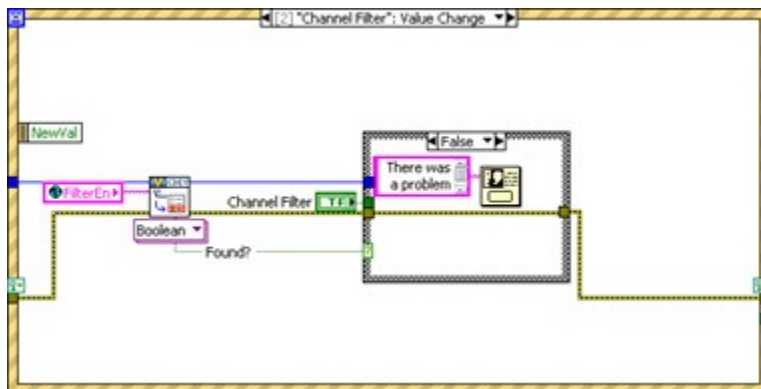 [2] "Channel Filter": Value Change
NewVal
False
There was
a problem
FilterEn
Channel Filter
TF
Boolean
Found?